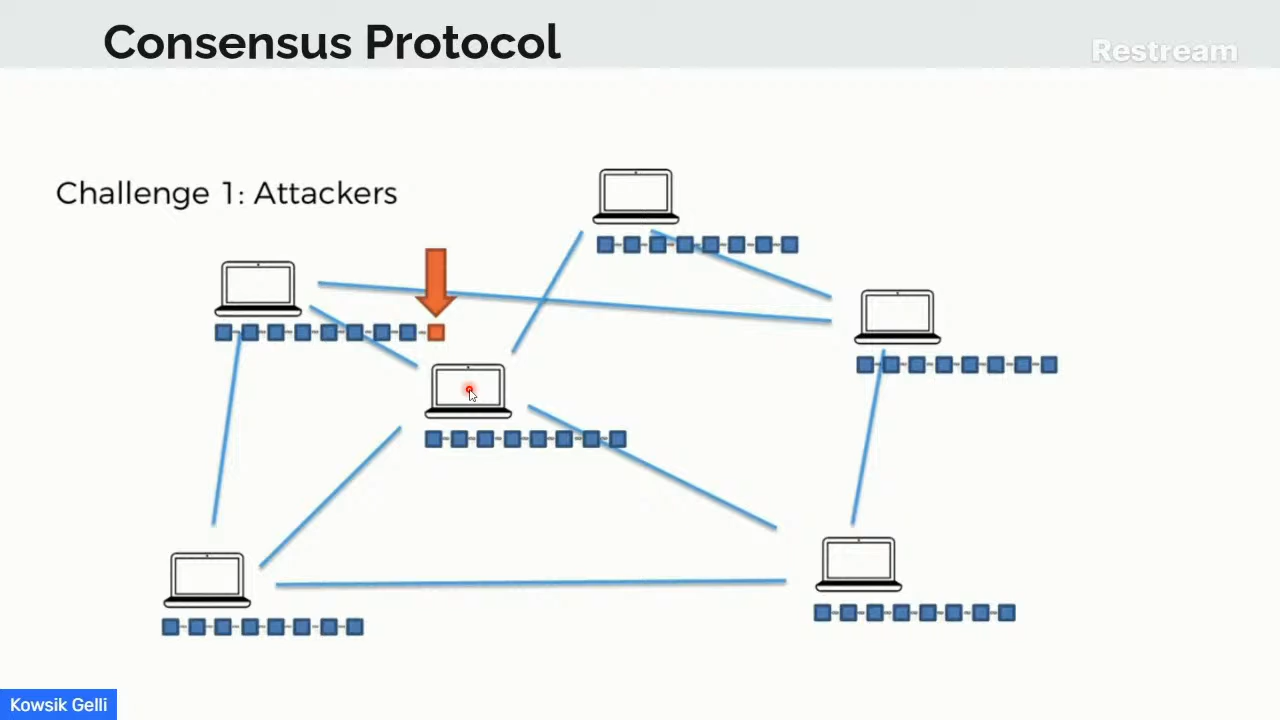 Consensus Protocol
Restream
Challenge 1: Attackers
Kowsik Gelli